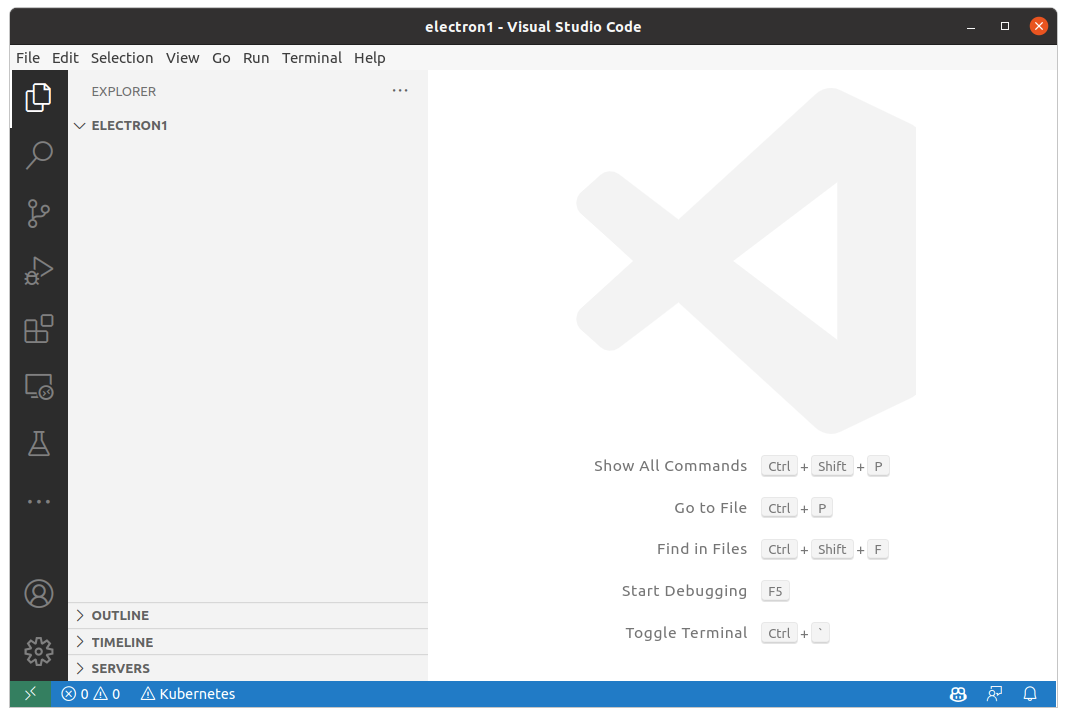 electron1 - Visual Studio Code
File Edit Selection View Go Run Terminal Help
EXPLORER
ELECTRON1
Show All Commands Ctrl + Shift + P
Go to File Ctrl + P
Find in Files Ctrl + Shift + F
Start Debugging F5
Toggle Terminal Ctrl + `
OUTLINE
TIMELINE
SERVERS
0 0 Kubernetes